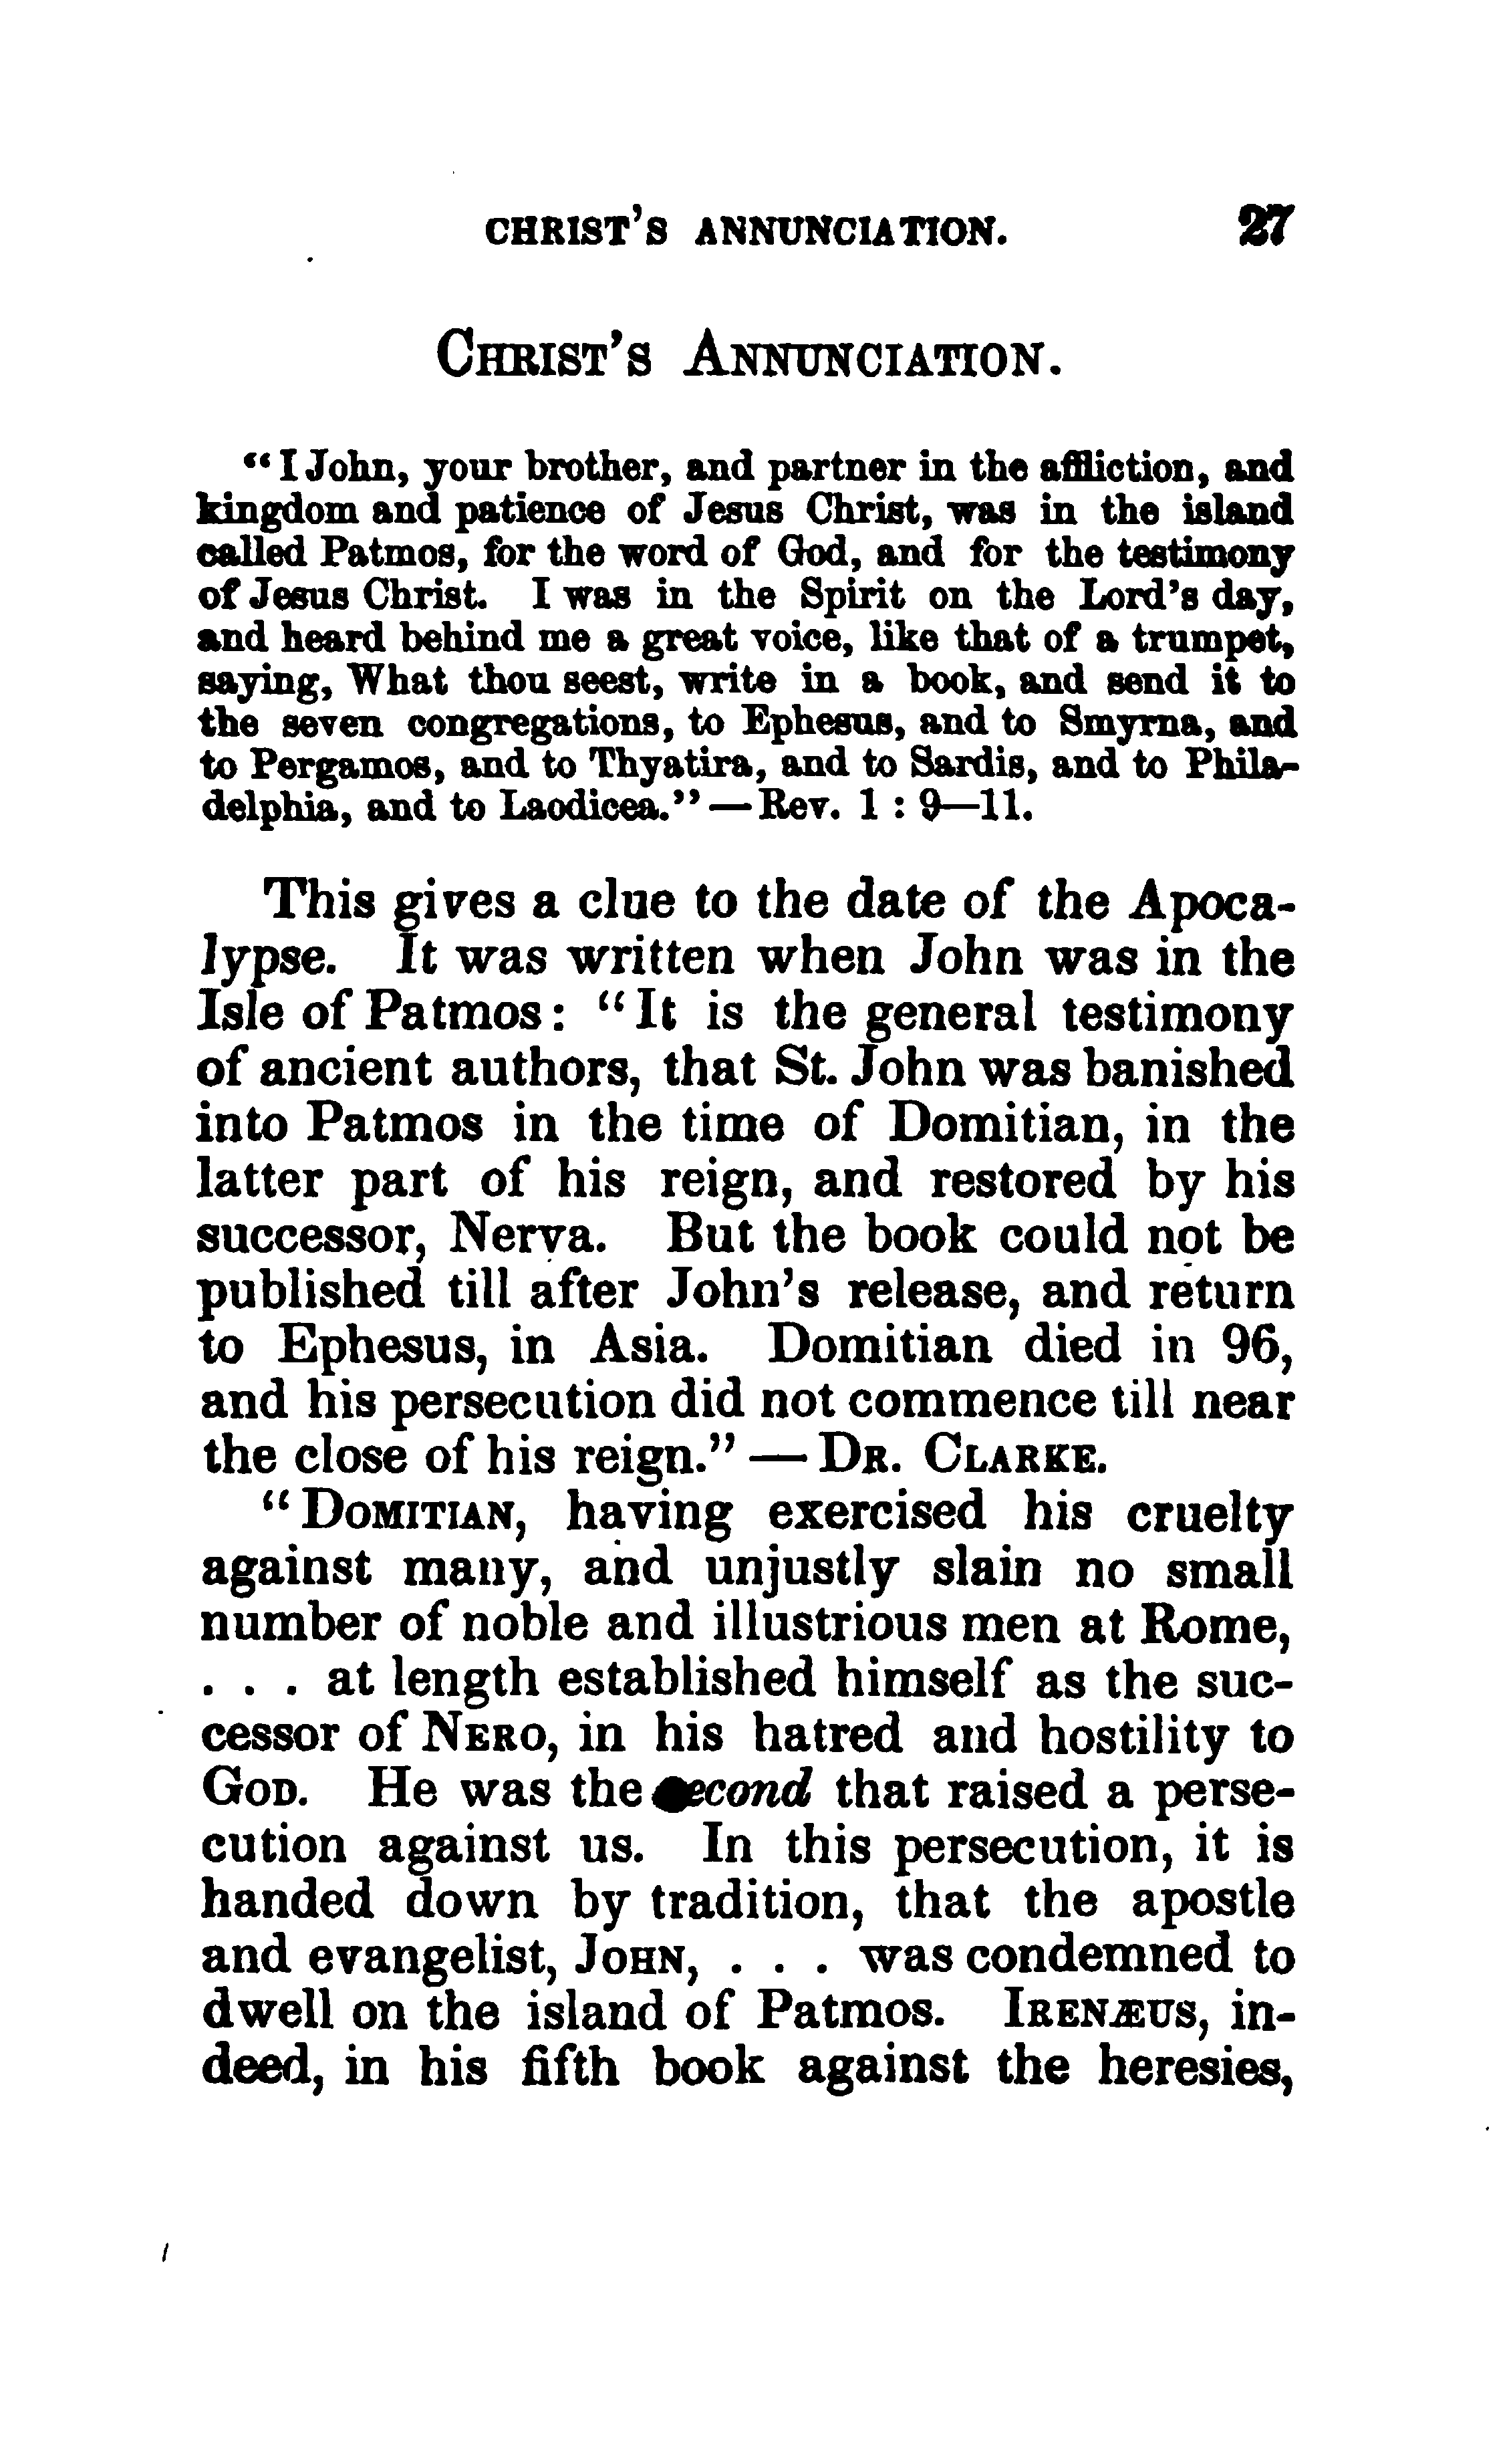 CHRIST'S ANNUNCIATION. 27
CHRIST'S ANNUNCIATION.
"I John, your brother, and partner in the affliction, and
kingdom and patience of Jesus Christ, was in the island
called Patmos, for the word of God, and for the testimony
of Jesus Christ. I was in the Spirit on the Lord's day,
and heard behind me a great voice, like that of a trumpet,
saying, What thou seest, write in a book, and send it to
the seven congregations, to Ephesus, and to Smyrna, and
to Pergamos, and to Thyatira, and to Sardis, and to Phila-
delphia, and to Laodicea."—Rev. 1 : 9—11.
This gives a clue to the date of the Apoca-
lypse. It was written when John was in the
Isle of Patmos: "It is the general testimony
of ancient authors, that St. John was banished
into Patmos in the time of Domitian, in the
latter part of his reign, and restored by his
successor, Nerva. But the book could not be
published till after John's release, and return
to Ephesus, in Asia. Domitian died in 96,
and his persecution did not commence till near
the close of his reign." — DR. CLARKE.
"DOMITIAN, having exercised his cruelty
against many, and unjustly slain no small
number of noble and illustrious men at Rome,
. . . at length established himself as the suc-
cessor of NERO, in his hatred and hostility to
GOD. He was the second that raised a perse-
cution against us. In this persecution, it is
handed down by tradition, that the apostle
and evangelist, JOHN, . . . was condemned to
dwell on the island of Patmos. IRENÆUS, in-
deed, in his fifth book against the heresies,